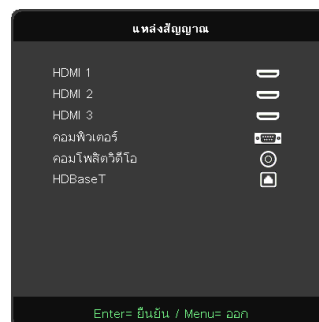 แหล่งสัญญาณ
HDMI 1
HDMI 2
HDMI 3
คอมพิวเตอร์
คอมโพสิตวิดีโอ
HDBaseT
Enter= ยืนยัน / Menu= ออก